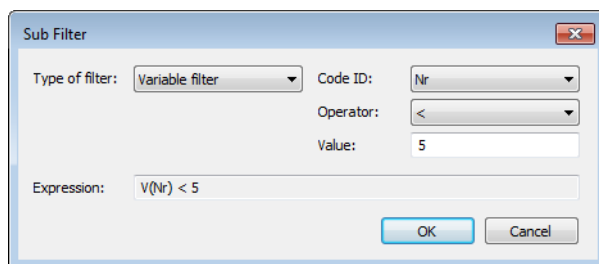 Sub Filter
Type of filter: Variable filter Code ID: Nr
Operator: <
Value: 5
Expression: V(Nr) < 5
OK Cancel